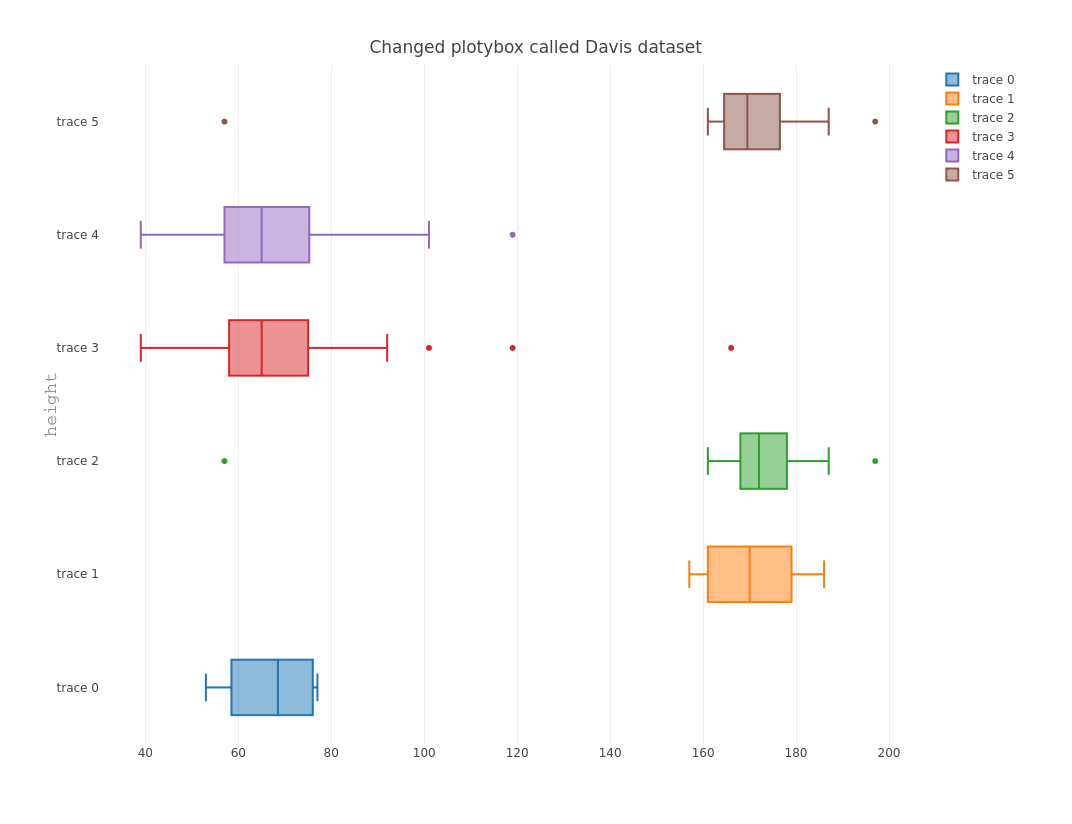 Changed plotybox called Davis dataset
trace 0
trace 1
trace 2
trace 3
trace 4
trace 5
trace 5
trace 4
trace 3
trace 2
trace 1
trace 0
height
40 60 80 100 120 140 160 180 200